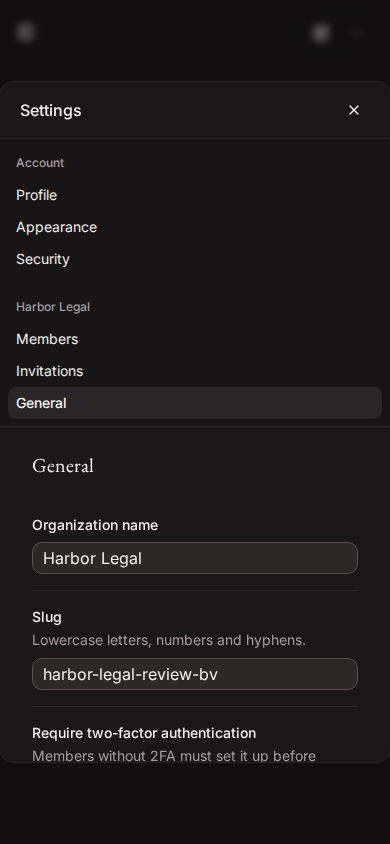 Settings
Account
Profile
Appearance
Security
Harbor Legal
Members
Invitations
General
General
Organization name
Harbor Legal
Slug
Lowercase letters, numbers and hyphens.
harbor-legal-review-bv
Require two-factor authentication
Members without 2FA must set it up before